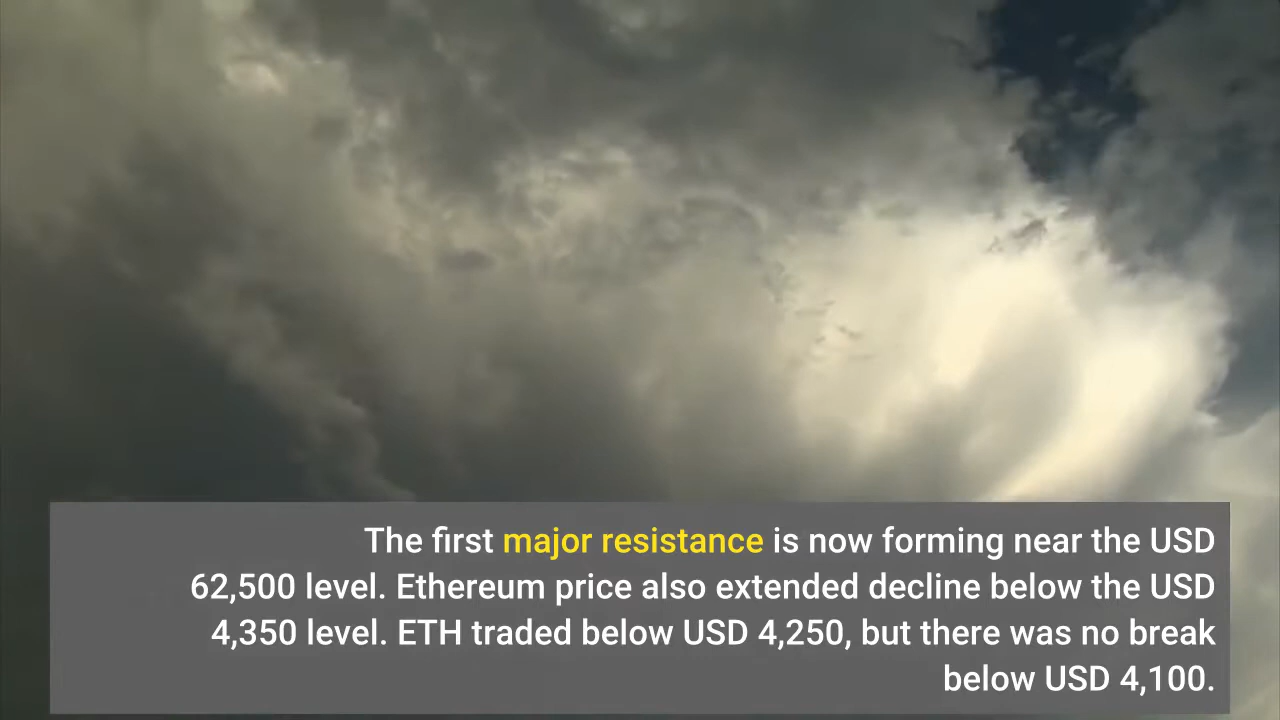 The first major resistance is now forming near the USD
62,500 level. Ethereum price also extended decline below the USD
4,350 level. ETH traded below USD 4,250, but there was no break
below USD 4,100.